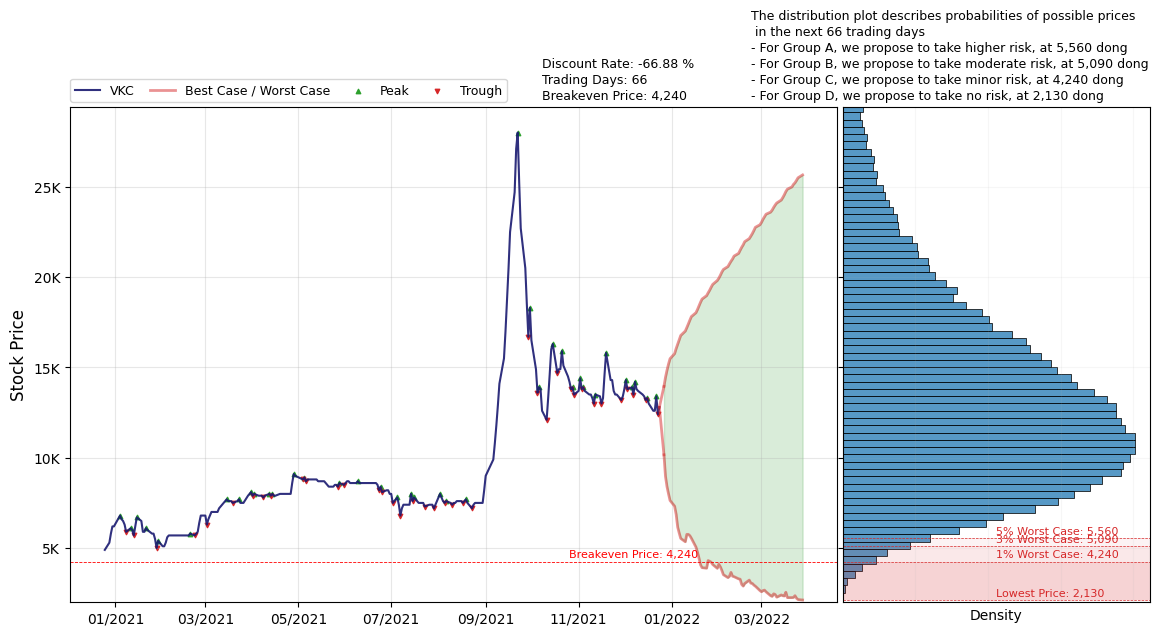 The distribution plot describes probabilities of possible prices
in the next 66 trading days
- For Group A, we propose to take higher risk, at 5,560 dong
- For Group B, we propose to take moderate risk, at 5,090 dong
- For Group C, we propose to take minor risk, at 4,240 dong
- For Group D, we propose to take no risk, at 2,130 dong
Discount Rate: -66.88 %
Trading Days: 66
Breakeven Price: 4,240
VKC
Best Case / Worst Case
Peak
Trough
Stock Price
25K
20K
15K
10K
5K
Breakeven Price: 4,240
5% Worst Case: 5,560
3% Worst Case: 5,090
1% Worst Case: 4,240
Lowest Price: 2,130
01/2021
03/2021
05/2021
07/2021
09/2021
11/2021
01/2022
03/2022
Density